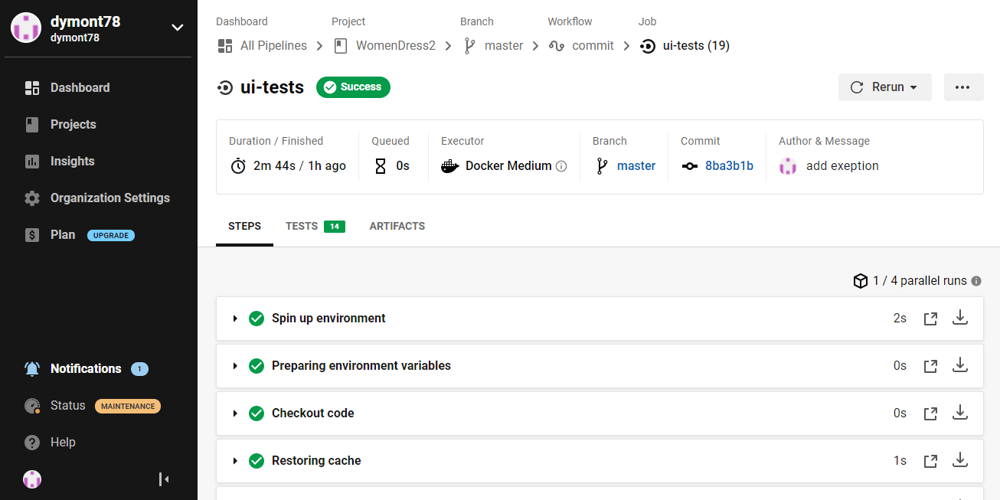 dymont78
dymont78
Dashboard
Projects
Insights
Organization Settings
Plan UPGRADE
Notifications 1
Status MAINTENANCE
Help
Dashboard Project Branch Workflow Job
All Pipelines WomenDress2 master commit ui-tests (19)
ui-tests Success Rerun
Duration / Finished Queued Executor Branch Commit Author & Message
2m 44s / 1h ago 0s Docker Medium master 8ba3b1b add exeption
STEPS TESTS 14 ARTIFACTS
1 / 4 parallel runs
Spin up environment 2s
Preparing environment variables 0s
Checkout code 0s
Restoring cache 1s